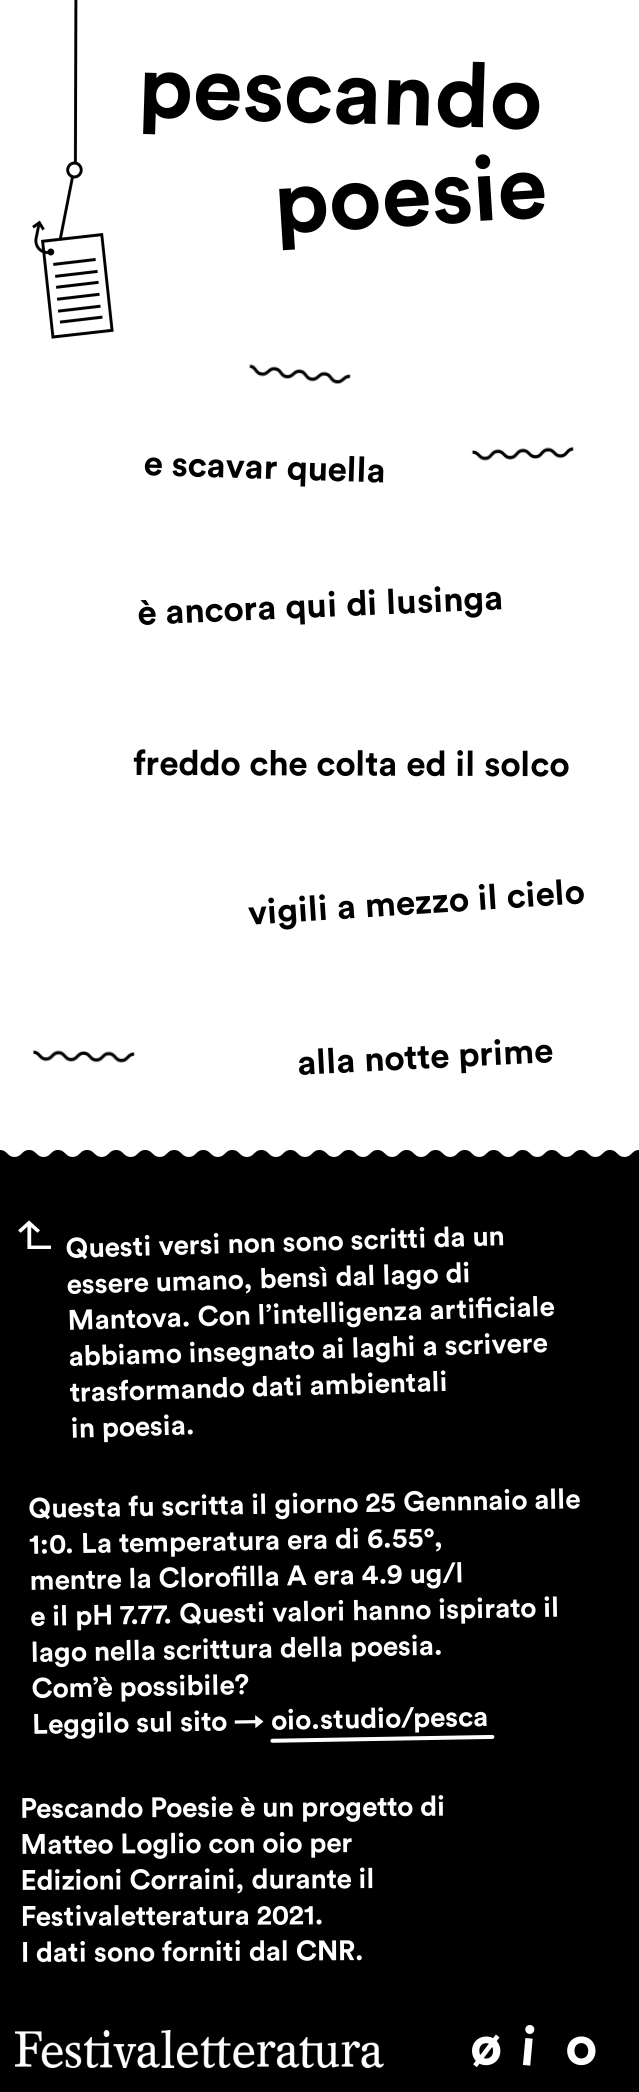 pescando
poesie
e scavar quella
è ancora qui di lusinga
freddo che colta ed il solco
vigili a mezzo il cielo
alla notte prime
Questi versi non sono scritti da un
essere umano, bensì dal lago di
Mantova. Con l’intelligenza artificiale
abbiamo insegnato ai laghi a scrivere
trasformando dati ambientali
in poesia.
Questa fu scritta il giorno 25 Gennnaio alle
1:0. La temperatura era di 6.55°,
mentre la Clorofilla A era 4.9 ug/l
e il pH 7.77. Questi valori hanno ispirato il
lago nella scrittura della poesia.
Com’è possibile?
Leggilo sul sito → oio.studio/pesca
Pescando Poesie è un progetto di
Matteo Loglio con oio per
Edizioni Corraini, durante il
Festivaletteratura 2021.
I dati sono forniti dal CNR.
Festivaletteratura ø i o